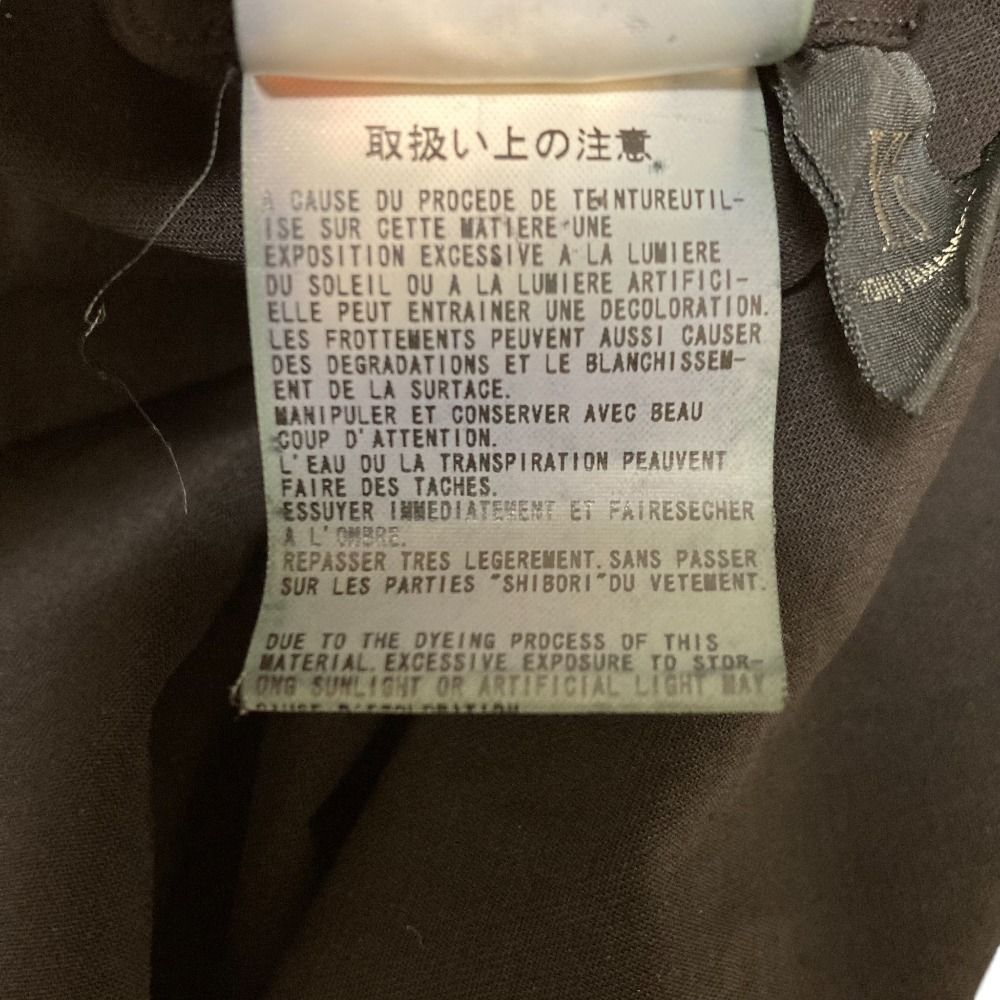 取扱い上の注意
A CAUSE DU PROCEDE DE TEINTUREUTIL-
ISE SUR CETTE MATIERE UNE
EXPOSITION EXCESSIVE A LA LUMIERE
DU SOLEIL OU A LA LUMIERE ARTIFICI-
ELLE PEUT ENTRAINER UNE DECOLORATION.
LES FROTTEMENTS PEUVENT AUSSI CAUSER
DES DEGRADATIONS ET LE BLANCHISSEM-
ENT DE LA SURTACE.
MANIPULER ET CONSERVER AVEC BEAU
COUP D'ATTENTION.
L'EAU OU LA TRANSPIRATION PEAUVENT
FAIRE DES TACHES.
ESSUYER IMMEDIATEMENT ET FAIRESECHER
A L'OMBRE.
REPASSER TRES LEGEREMENT. SANS PASSER
SUR LES PARTIES "SHIBORI" DU VETEMENT.
DUE TO THE DYEING PROCESS OF THIS
MATERIAL. EXCESSIVE EXPOSURE TO STOR-
ONG SUNLIGHT OR ARTIFICIAL LIGHT MAY